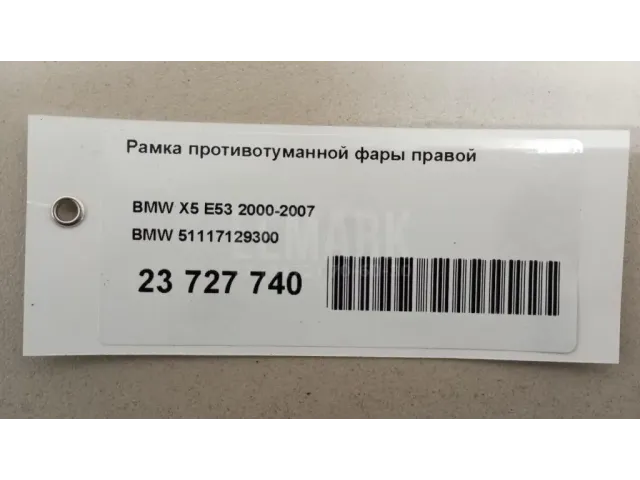 Рамка противотуманной фары правой
BMW X5 E53 2000-2007
BMW 51117129300
23 727 740